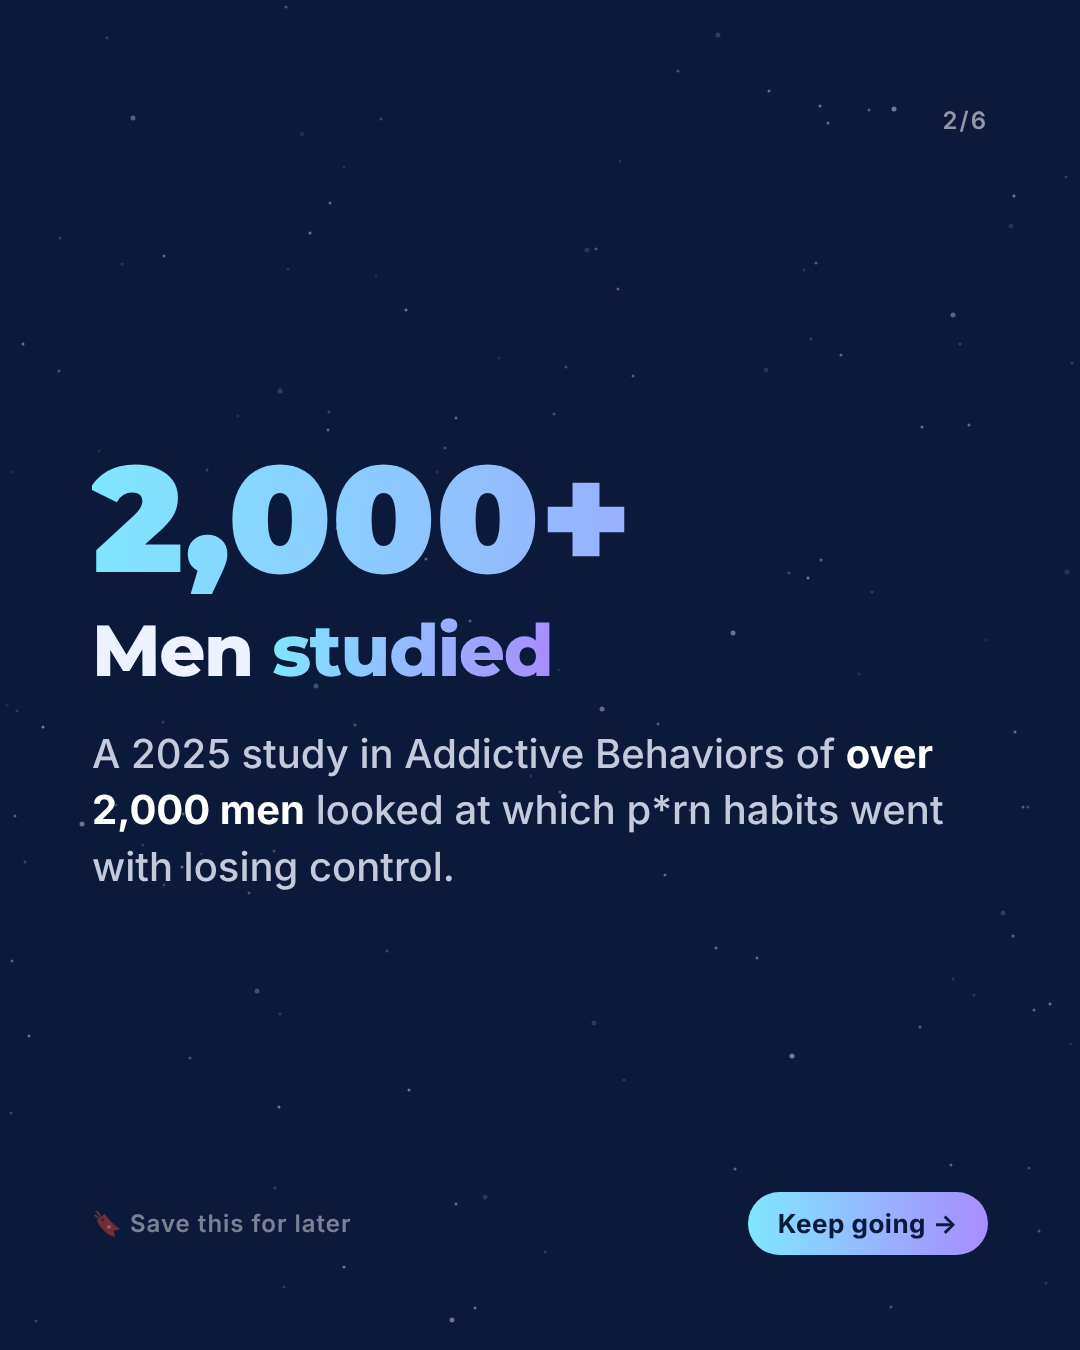 2/6
2,000+
Men studied
A 2025 study in Addictive Behaviors of over
2,000 men looked at which p*rn habits went
with losing control.
🔖 Save this for later
Keep going →